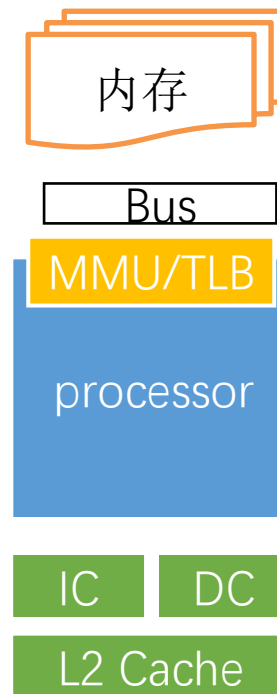 内存
Bus
MMU/TLB
processor
IC DC
L2 Cache